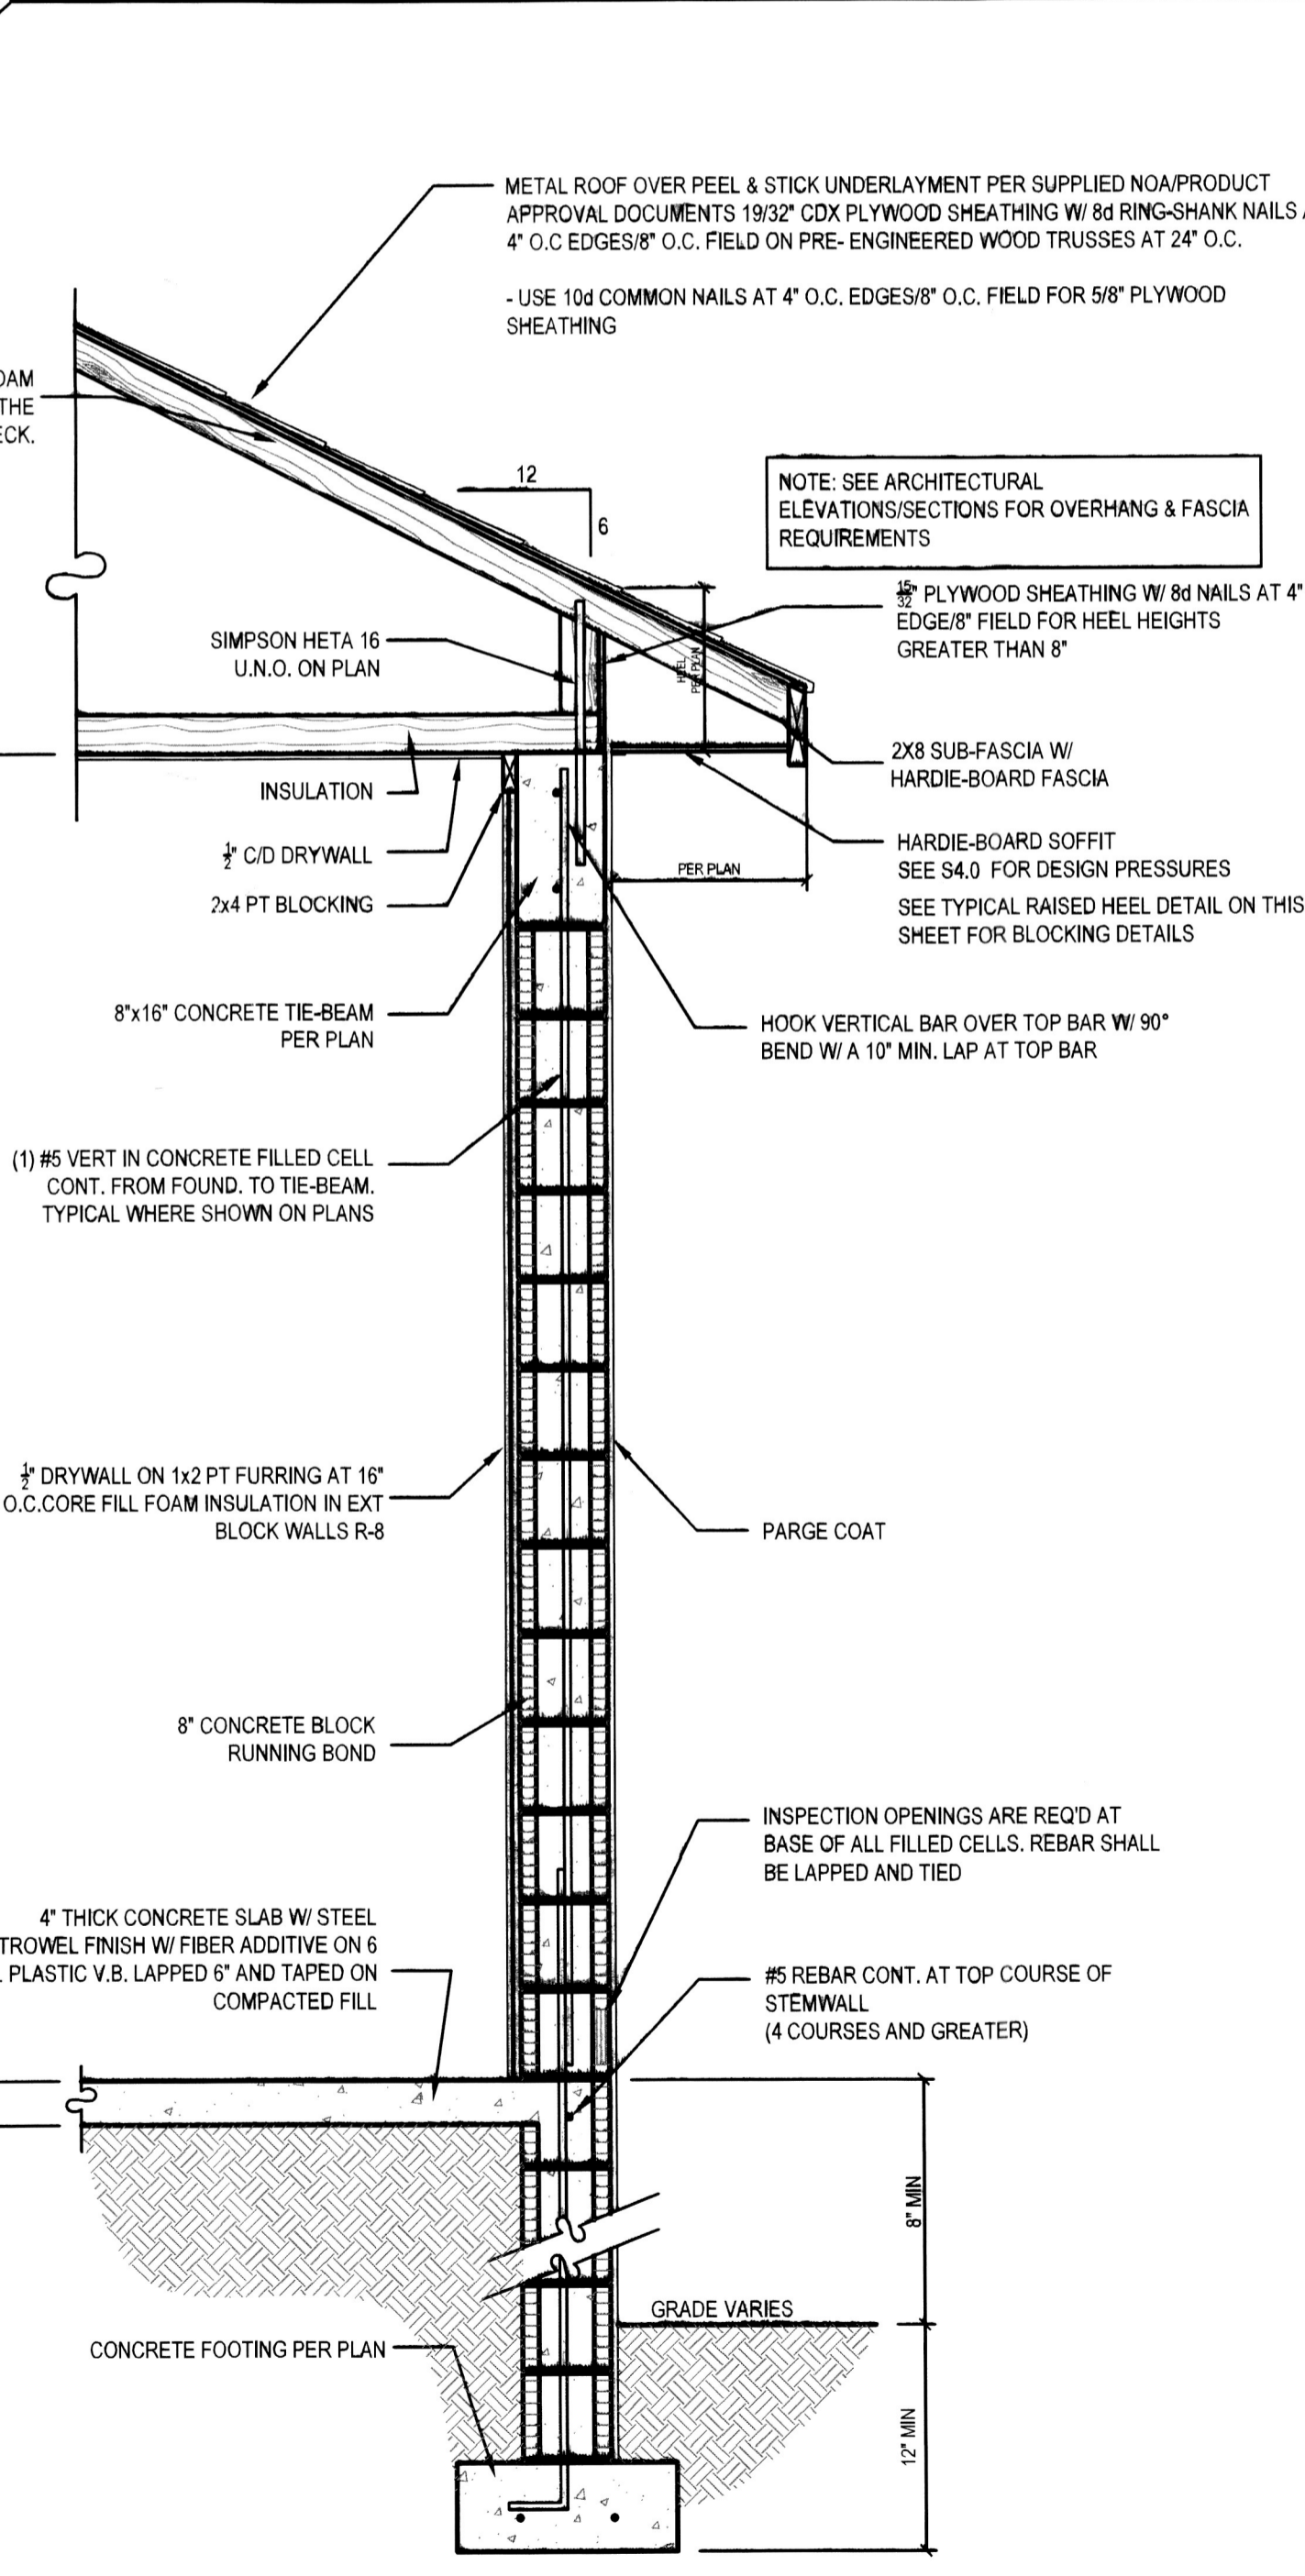 METAL ROOF OVER PEEL & STICK UNDERLAYMENT PER SUPPLIED NOA/PRODUCT
APPROVAL DOCUMENTS 19/32" CDX PLYWOOD SHEATHING W/ 8d RING-SHANK NAILS
4" O.C EDGES/8" O.C. FIELD ON PRE- ENGINEERED WOOD TRUSSES AT 24" O.C.
- USE 10d COMMON NAILS AT 4" O.C. EDGES/8" O.C. FIELD FOR 5/8" PLYWOOD
SHEATHING
OAM
THE
ECK.
12
6
NOTE: SEE ARCHITECTURAL
ELEVATIONS/SECTIONS FOR OVERHANG & FASCIA
REQUIREMENTS
15/32" PLYWOOD SHEATHING W/ 8d NAILS AT 4"
EDGE/8" FIELD FOR HEEL HEIGHTS
GREATER THAN 8"
SIMPSON HETA 16
U.N.O. ON PLAN
HEEL
PER PLAN
2X8 SUB-FASCIA W/
HARDIE-BOARD FASCIA
INSULATION
1/2" C/D DRYWALL
HARDIE-BOARD SOFFIT
SEE S4.0 FOR DESIGN PRESSURES
PER PLAN
2x4 PT BLOCKING
SEE TYPICAL RAISED HEEL DETAIL ON THIS
SHEET FOR BLOCKING DETAILS
8"x16" CONCRETE TIE-BEAM
PER PLAN
HOOK VERTICAL BAR OVER TOP BAR W/ 90°
BEND W/ A 10" MIN. LAP AT TOP BAR
(1) #5 VERT IN CONCRETE FILLED CELL
CONT. FROM FOUND. TO TIE-BEAM.
TYPICAL WHERE SHOWN ON PLANS
1/2" DRYWALL ON 1x2 PT FURRING AT 16"
O.C.CORE FILL FOAM INSULATION IN EXT
BLOCK WALLS R-8
PARGE COAT
8" CONCRETE BLOCK
RUNNING BOND
INSPECTION OPENINGS ARE REQ'D AT
BASE OF ALL FILLED CELLS. REBAR SHALL
BE LAPPED AND TIED
4" THICK CONCRETE SLAB W/ STEEL
TROWEL FINISH W/ FIBER ADDITIVE ON 6
PLASTIC V.B. LAPPED 6" AND TAPED ON
COMPACTED FILL
#5 REBAR CONT. AT TOP COURSE OF
STEMWALL
(4 COURSES AND GREATER)
8" MIN
GRADE VARIES
CONCRETE FOOTING PER PLAN
12" MIN